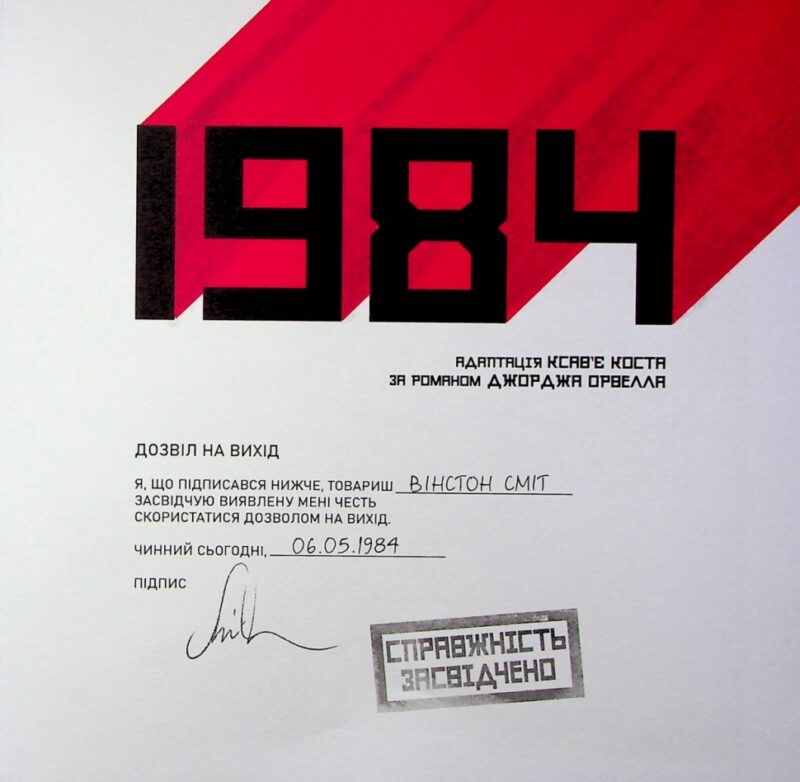 1984
АДАПТАЦІЯ КСАВ'Є КОСТА
ЗА РОМАНОМ ДЖОРДЖА ОРВЕЛЛА
ДОЗВІЛ НА ВИХІД
Я, ЩО ПІДПИСАВСЯ НИЖЧЕ, ТОВАРИШ ВІНСТОН СМІТ
ЗАСВІДЧУЮ ВИЯВЛЕНУ МЕНІ ЧЕСТЬ
СКОРИСТАТИСЯ ДОЗВОЛОМ НА ВИХІД.
ЧИННИЙ СЬОГОДНІ, 06.05.1984
ПІДПИС
СПРАВЖНІСТЬ
ЗАСВІДЧЕНО